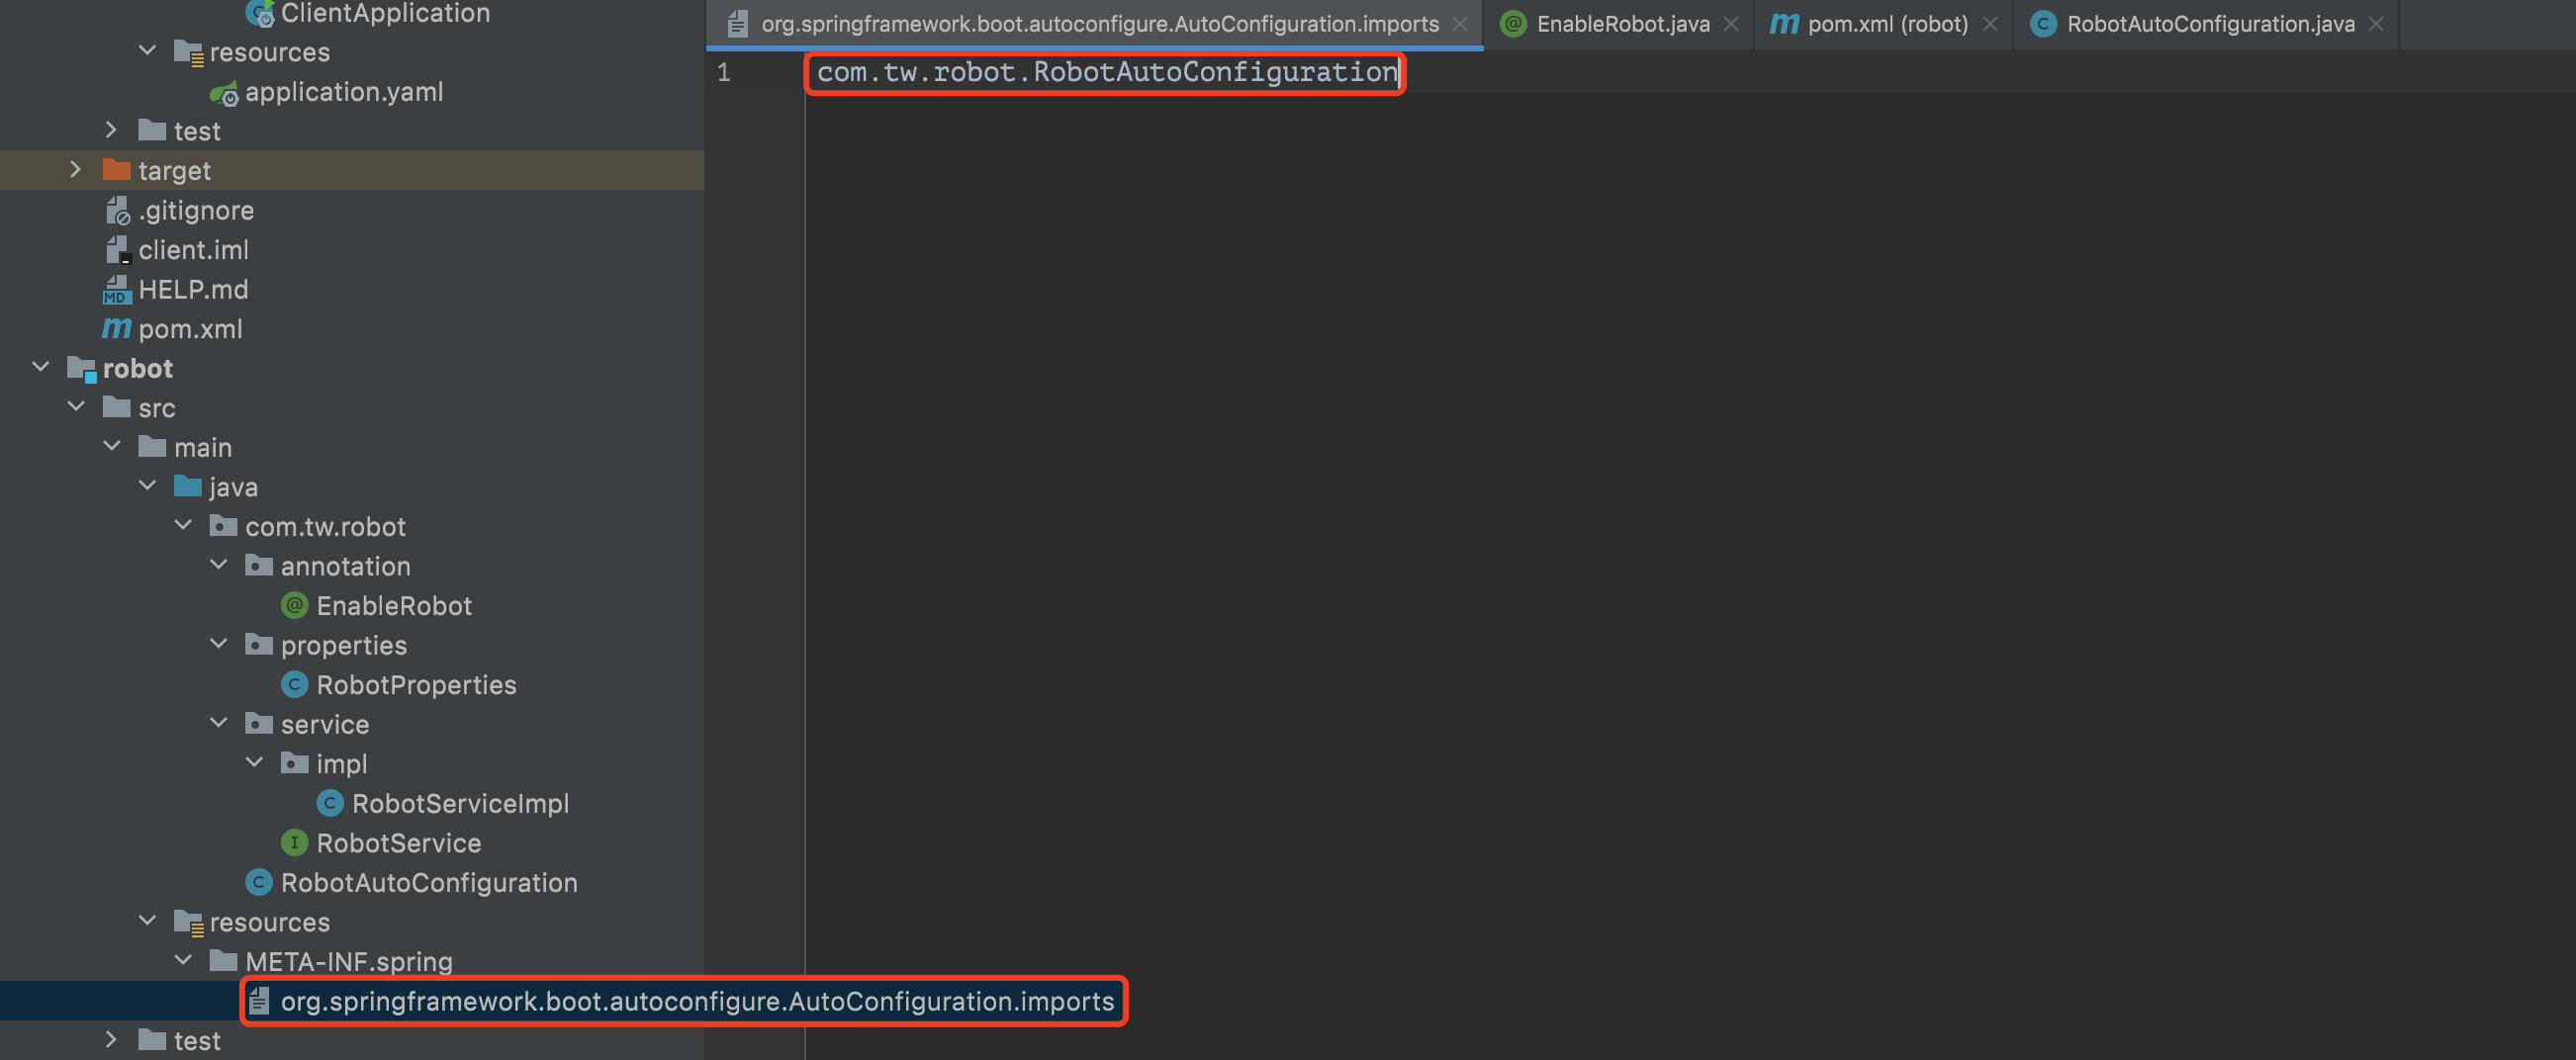 ClientApplication
resources
application.yaml
test
target
.gitignore
client.iml
HELP.md
pom.xml
robot
src
main
java
com.tw.robot
annotation
EnableRobot
properties
RobotProperties
service
impl
RobotServiceImpl
RobotService
RobotAutoConfiguration
resources
META-INF.spring
org.springframework.boot.autoconfigure.AutoConfiguration.imports
test
org.springframework.boot.autoconfigure.AutoConfiguration.imports
EnableRobot.java
pom.xml (robot)
RobotAutoConfiguration.java
1 com.tw.robot.RobotAutoConfiguration